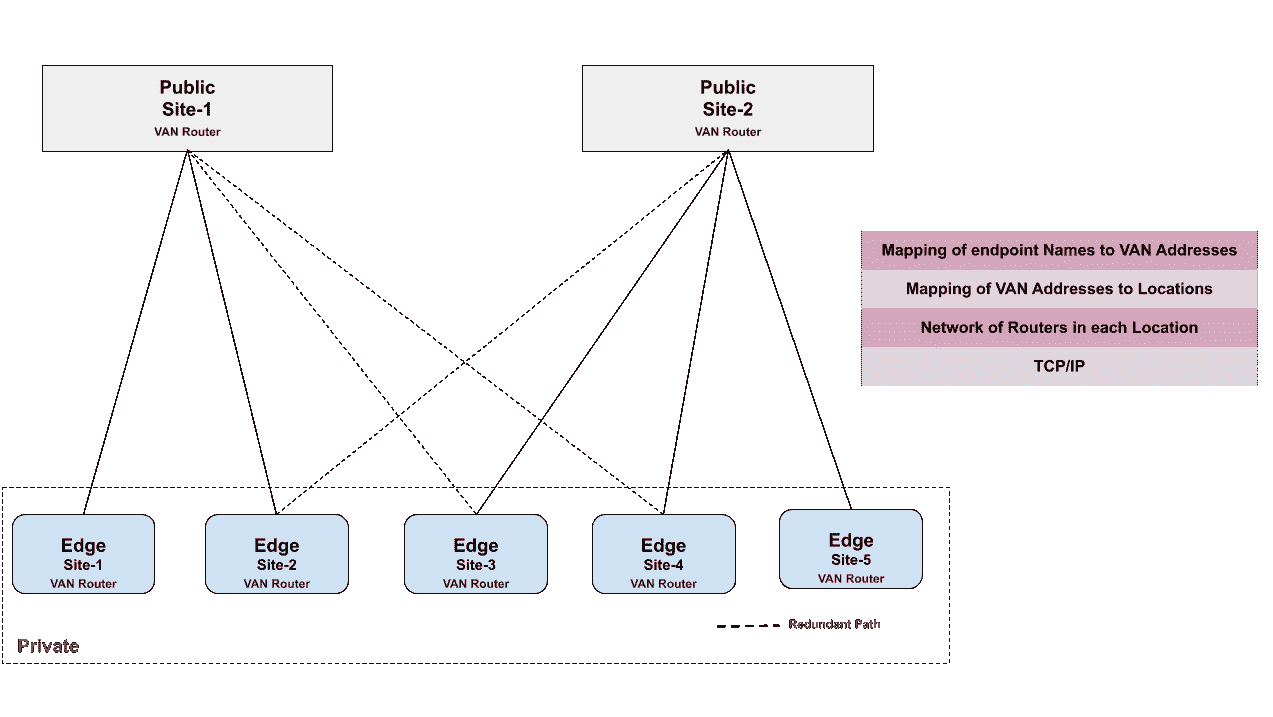 Public
Site-1
VAN Router
Public
Site-2
VAN Router
Mapping of endpoint Names to VAN Addresses
Mapping of VAN Addresses to Locations
Network of Routers in each Location
TCP/IP
Edge
Site-1
VAN Router
Edge
Site-2
VAN Router
Edge
Site-3
VAN Router
Edge
Site-4
VAN Router
Edge
Site-5
VAN Router
Redundant Path
Private